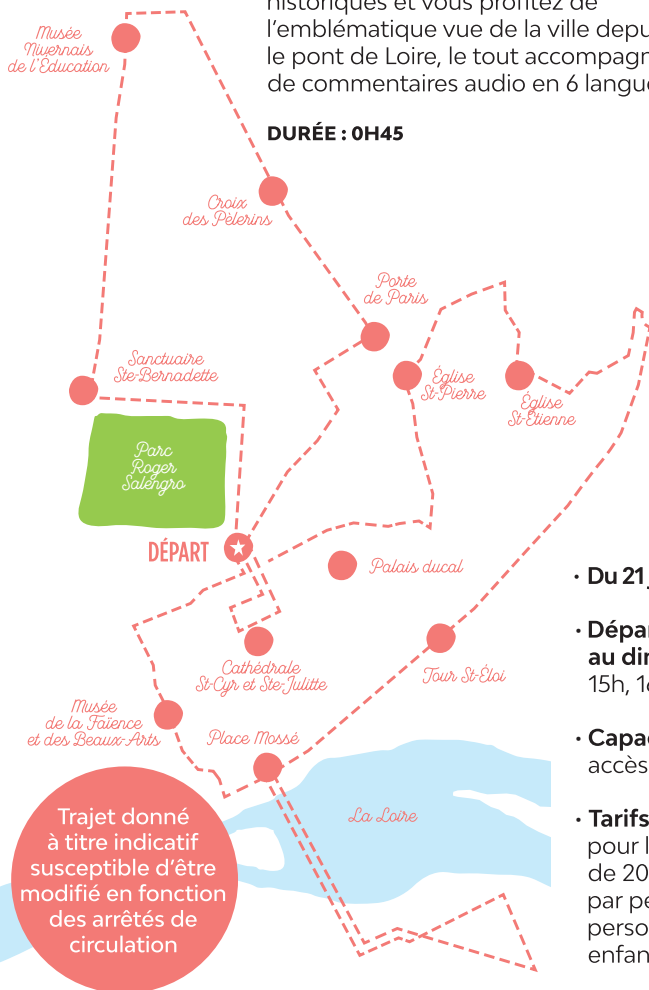 historiques et vous profitez de
l’emblématique vue de la ville depu
le pont de Loire, le tout accompagn
de commentaires audio en 6 langue
DURÉE : 0H45
Musée
Nivernais
de l’Education
Croix
des Pèlerins
Porte
de Paris
Sanctuaire
Ste-Bernadette
Église
St-Pierre
Église
St-Étienne
Parc
Roger
Salengro
DÉPART
Palais ducal
Cathédrale
St-Cyr et Ste-Julitte
Tour St-Éloi
Musée
de la Faïence
et des Beaux-Arts
Place Mossé
La Loire
Trajet donné
à titre indicatif
susceptible d’être
modifié en fonction
des arrêtés de
circulation
· Du 21
· Dépar
au di
15h, 1
· Capa
accès
· Tarifs
pour l
de 20
par pe
perso
enfan